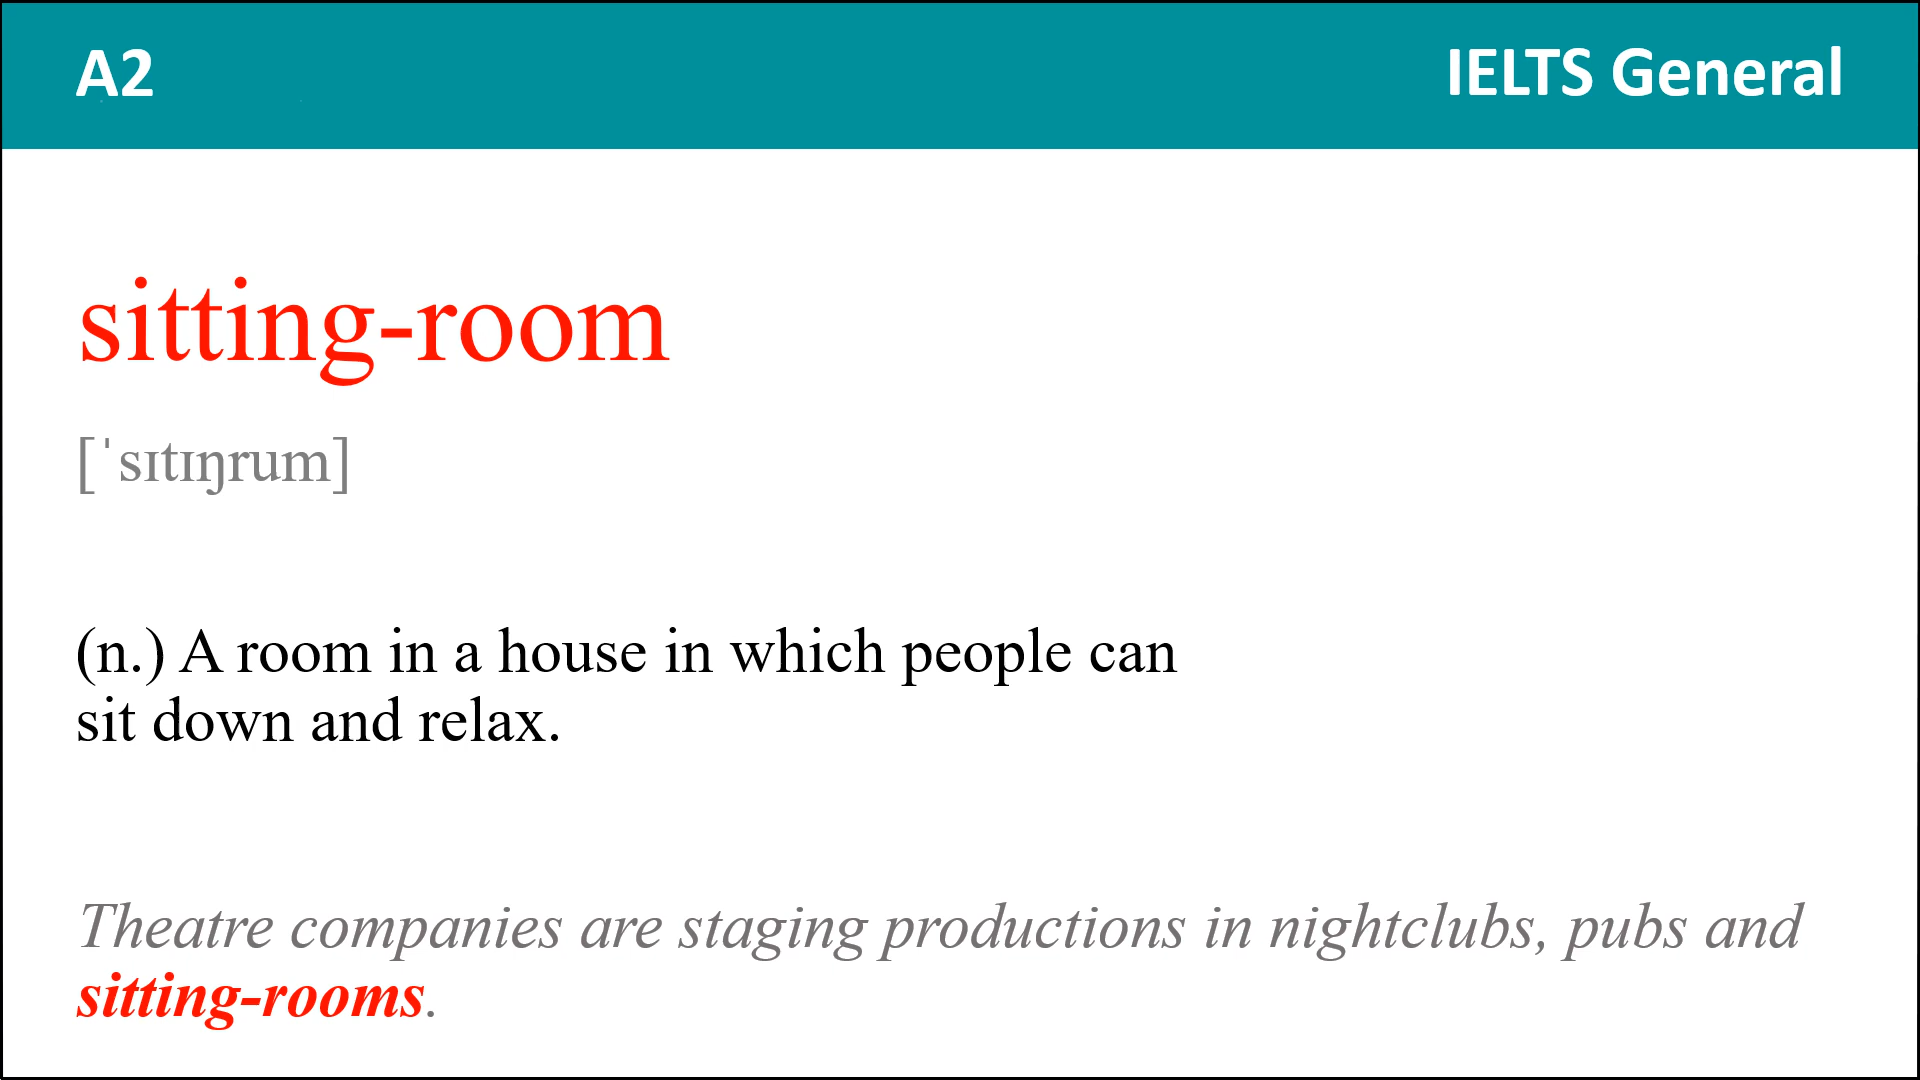 A2
IELTS General
sitting-room
[ˈsɪtɪŋrum]
(n.) A room in a house in which people can
sit down and relax.
Theatre companies are staging productions in nightclubs, pubs and
sitting-rooms.